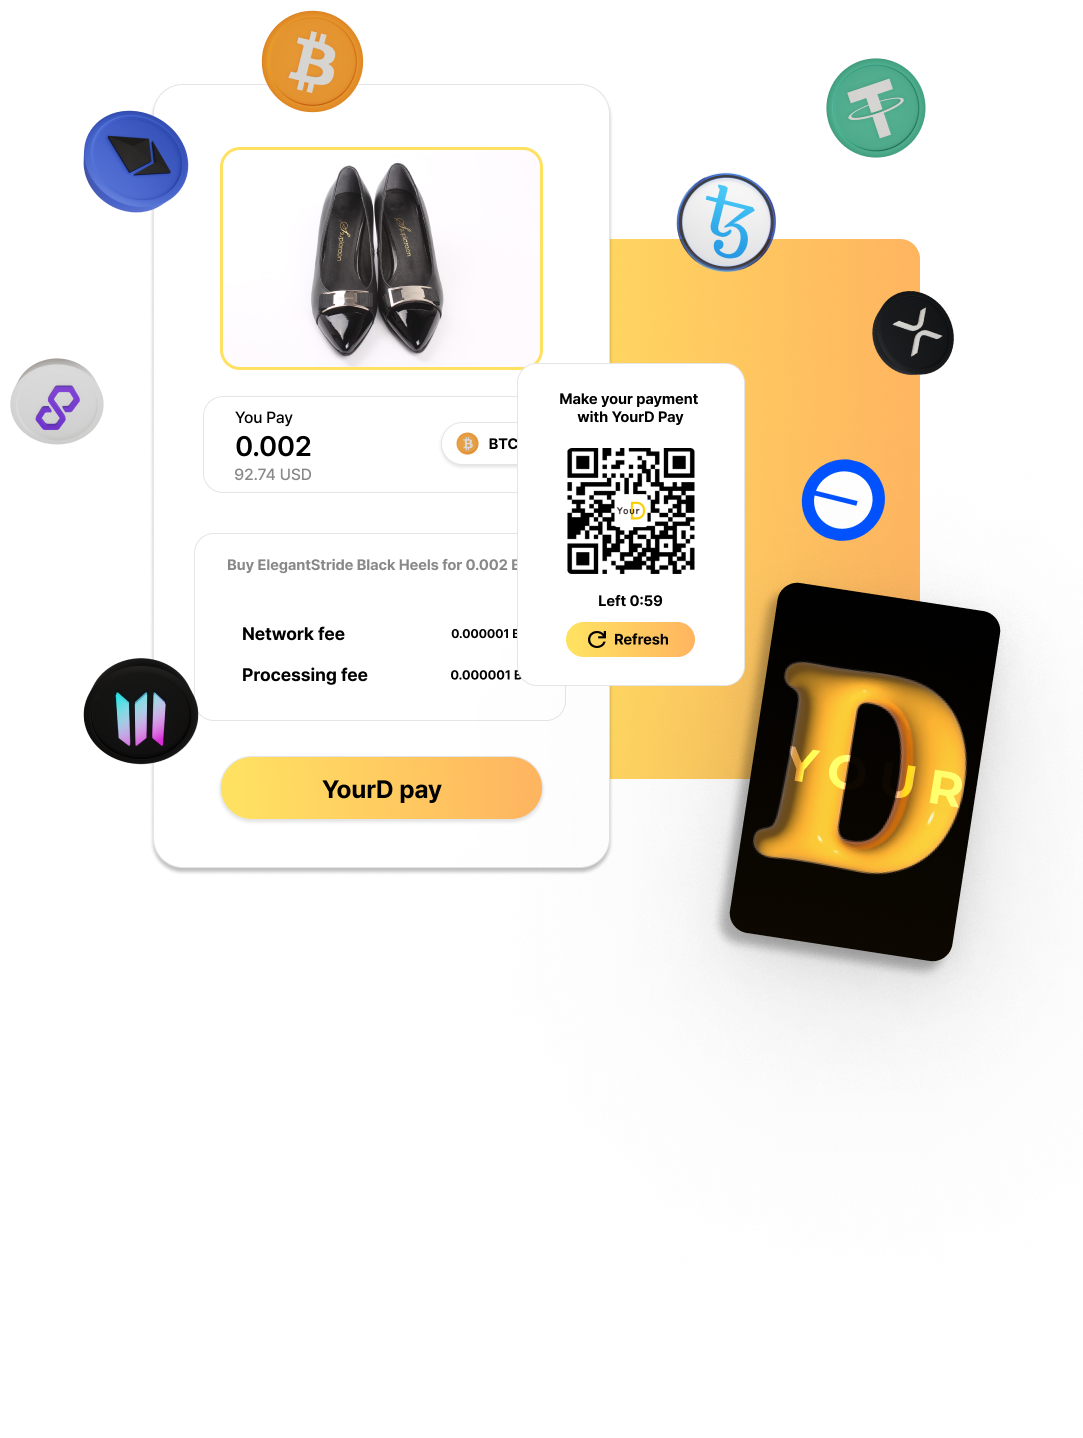 You Pay
0.002
92.74 USD
BTC
Buy ElegantStride Black Heels for 0.002
Network fee
0.000001
Processing fee
0.000001
YourD pay
Make your payment
with YourD Pay
Your D
Left 0:59
Refresh
YOUR
D